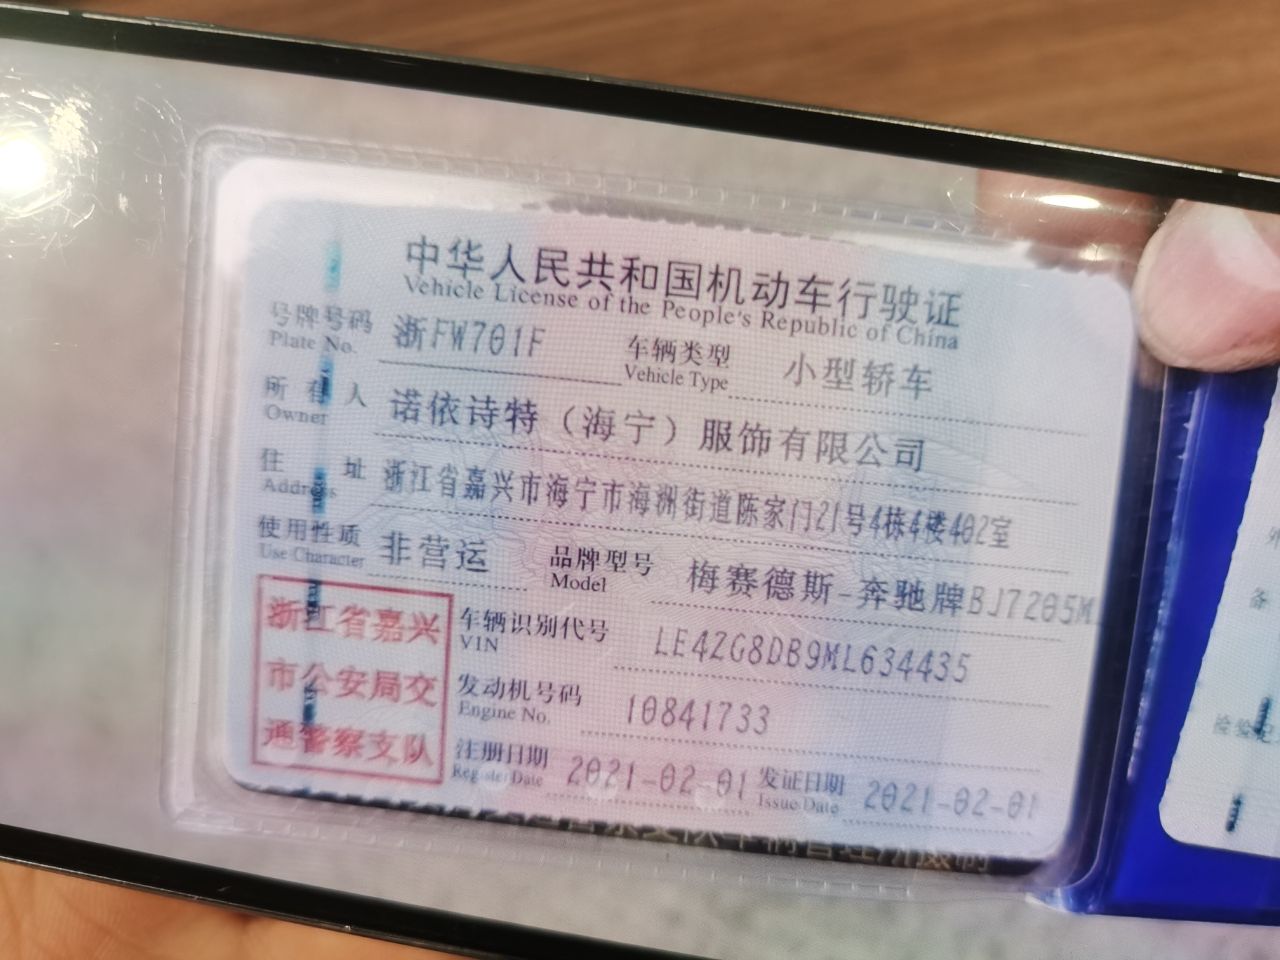 中华人民共和国机动车行驶证
Vehicle License of the People's Republic of China
号牌号码 浙FW701F 车辆类型 小型轿车
Plate No. Vehicle Type
所有人 诺依诗特（海宁）服饰有限公司
Owner
住址 浙江省嘉兴市海宁市海洲街道陈家门21号4栋4楼402室
Address
使用性质 非营运 品牌型号 梅赛德斯-奔驰牌BJ7205M
Use Character Model
浙江省嘉兴
市公安局交
通警察支队
车辆识别代号 LE4ZG8DB9ML634435
VIN
发动机号码 10841733
Engine No.
注册日期 2021-02-01 发证日期 2021-02-01
Register Date Issue Date
备
检验记